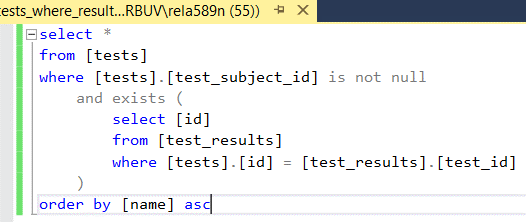 tests_where_result...RBUV\rela589n (55))
select *
from [tests]
where [tests].[test_subject_id] is not null
and exists (
select [id]
from [test_results]
where [tests].[id] = [test_results].[test_id]
)
order by [name] asc